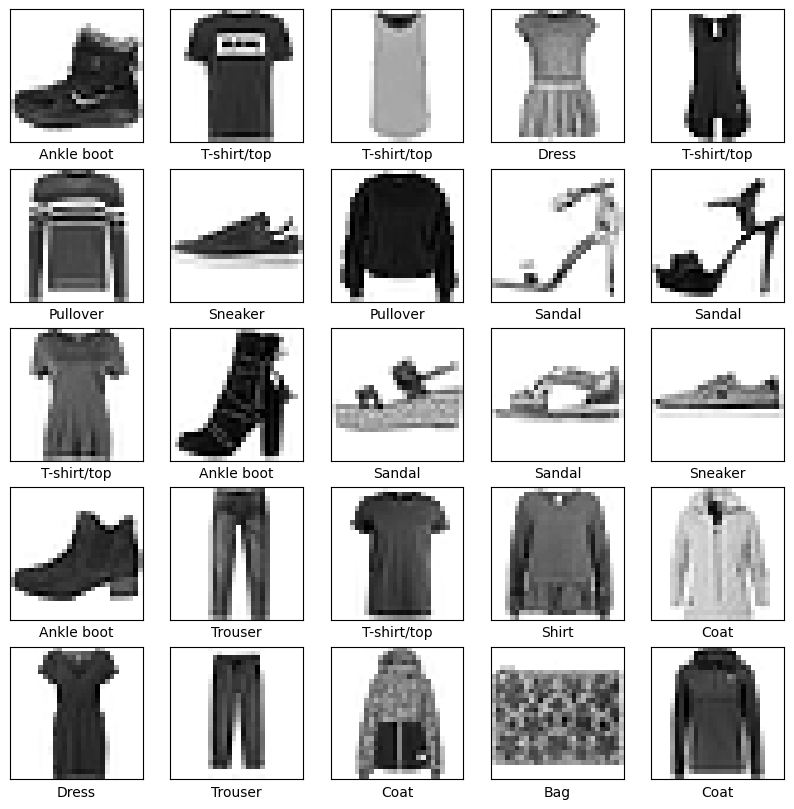 Ankle boot
T-shirt/top
T-shirt/top
Dress
T-shirt/top
Pullover
Sneaker
Pullover
Sandal
Sandal
T-shirt/top
Ankle boot
Sandal
Sandal
Sneaker
Ankle boot
Trouser
T-shirt/top
Shirt
Coat
Dress
Trouser
Coat
Bag
Coat